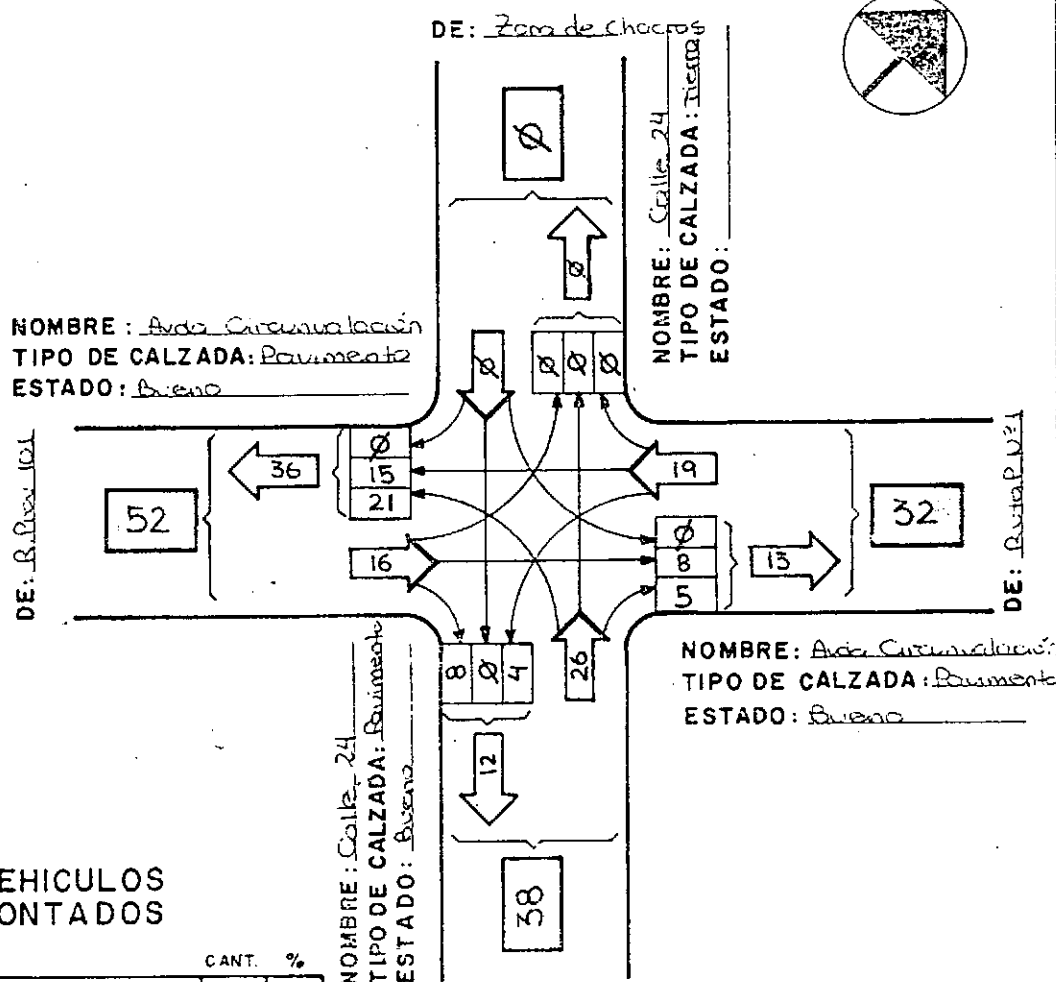 DE: Zona de Chacras
Ø
NOMBRE: Calle 24
TIPO DE CALZADA: Tierra
ESTADO:
Ø
NOMBRE: Avda Circunvalación
TIPO DE CALZADA: Pavimento
ESTADO: Bueno
Ø
Ø Ø Ø
DE: R. Prov 101
52
36
Ø
15
21
19
16
Ø
8
5
13
32
DE: Ruta P Nº1
8 Ø 4
26
12
38
NOMBRE: Avda Circunvalación
TIPO DE CALZADA: Pavimento
ESTADO: Bueno
NOMBRE: Calle 24
TIPO DE CALZADA: Pavimento
ESTADO: Bueno
EHICULOS
ONTADOS
CANT. %